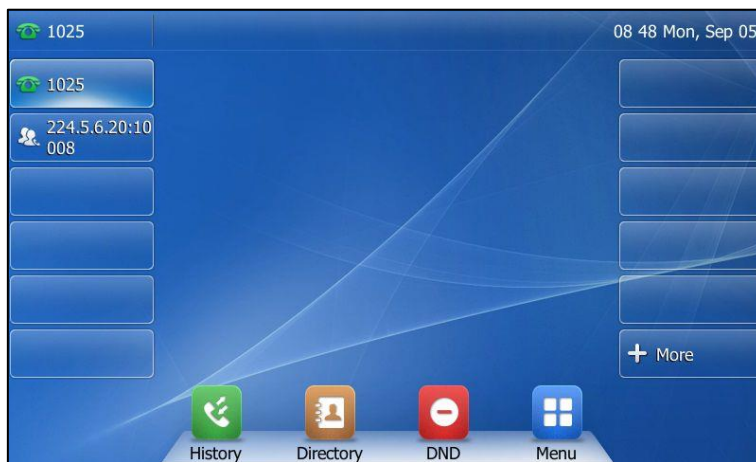 1025
08 48 Mon, Sep 05
1025
224.5.6.20:10
008
More
History
Directory
DND
Menu